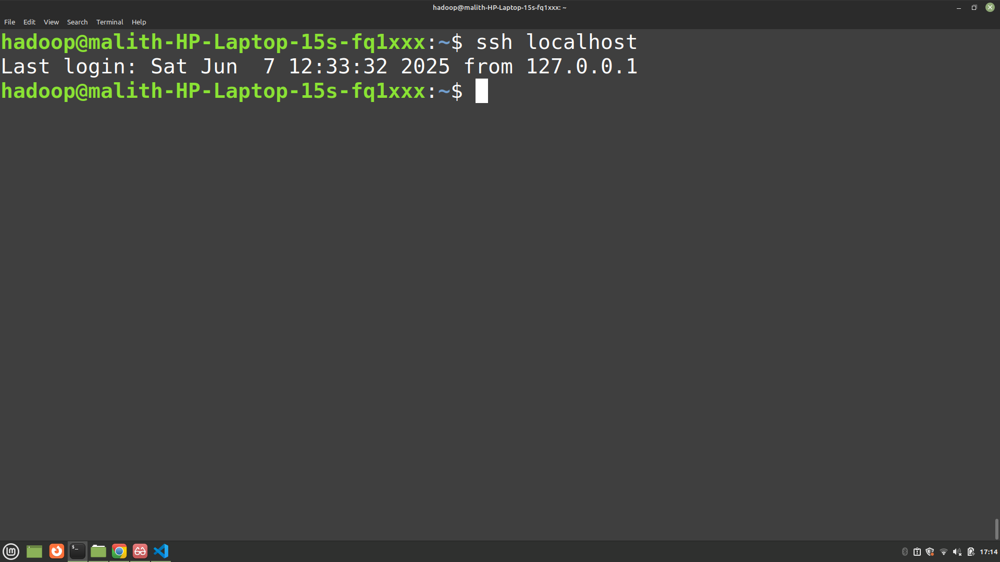 hadoop@malith-HP-Laptop-15s-fq1xxx: ~
File Edit View Search Terminal Help
hadoop@malith-HP-Laptop-15s-fq1xxx:~$ ssh localhost
Last login: Sat Jun  7 12:33:32 2025 from 127.0.0.1
hadoop@malith-HP-Laptop-15s-fq1xxx:~$
17:14